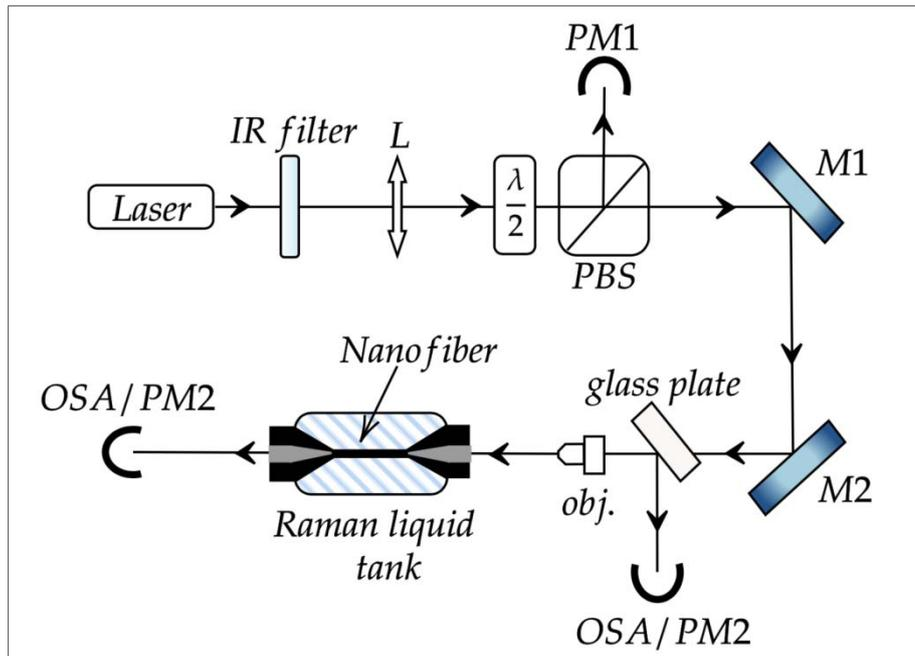 PM1
IR filter
L
M1
Laser
λ
2
PBS
Nanofiber
glass plate
OSA/PM2
M2
obj.
Raman liquid
tank
OSA/PM2